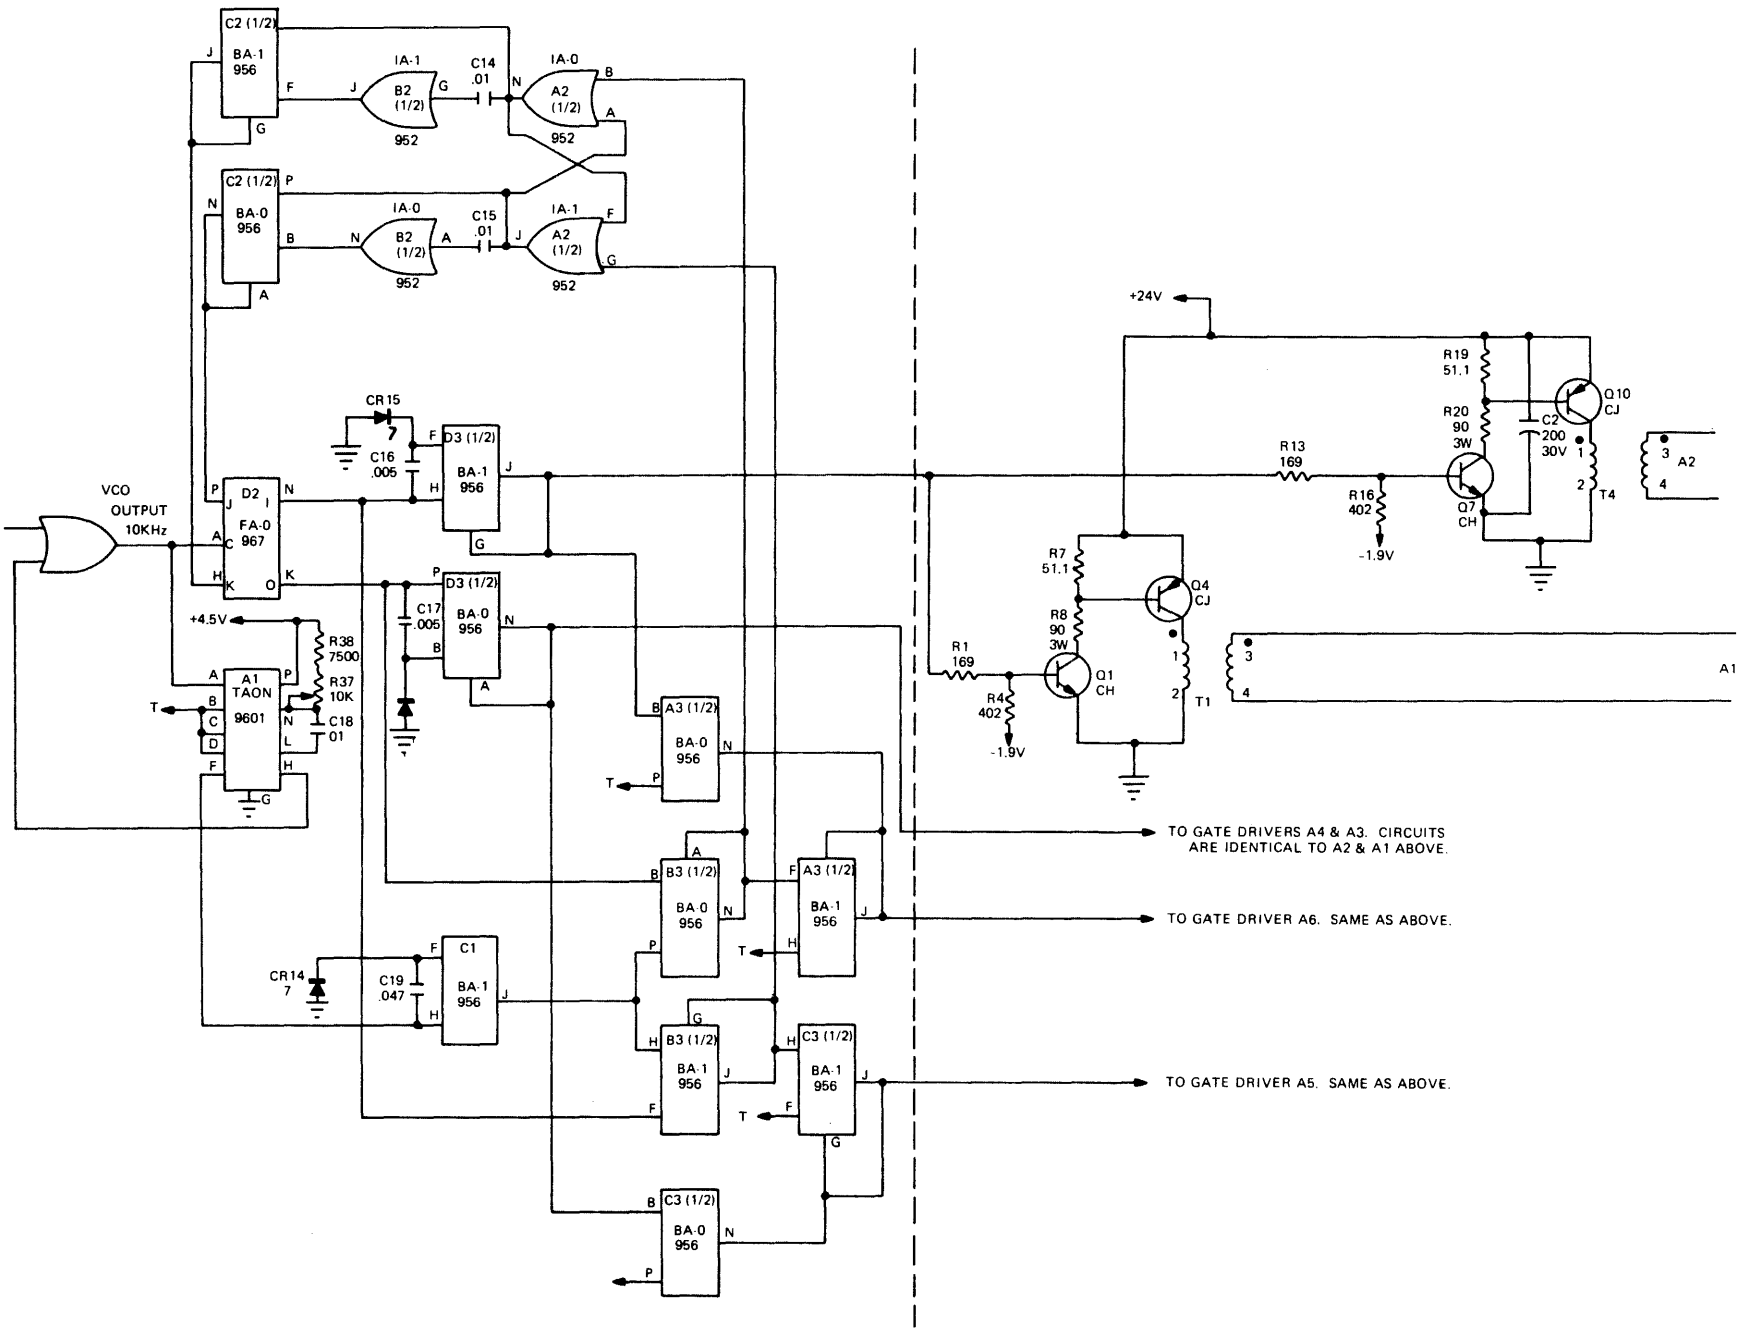 C2 (1/2)
J
BA-1
956
F
G
IA-1
J
B2
(1/2)
G
952
C14
.01
IA-0
N
A2
(1/2)
B
A
952
C2 (1/2)
P
N
BA-0
956
B
A
IA-0
N
B2
(1/2)
A
952
C15
.01
IA-1
J
A2
(1/2)
F
G
952
+24V
R19
51.1
Q10
CJ
R20
90
3W
C2
200
30V
1
2
T4
3
A2
4
R13
169
R16
402
-1.9V
Q7
CH
CR15
7
C16
.005
F
D3 (1/2)
BA-1
956
J
H
G
VCO
OUTPUT
10KHz
P
J
D2
I
N
A
C
FA-0
967
H
K
O
K
P
D3 (1/2)
BA-0
956
N
C17
.005
B
A
R7
51.1
Q4
CJ
R8
90
3W
R1
169
Q1
CH
R4
402
-1.9V
1
2
T1
3
4
A1
+4.5V
R38
7500
R37
10K
C18
01
A
A1
P
T
B
TAON
C
9601
N
D
L
F
H
G
B
A3 (1/2)
BA-0
956
N
T
P
TO GATE DRIVERS A4 & A3. CIRCUITS
ARE IDENTICAL TO A2 & A1 ABOVE.
A
B
B3 (1/2)
BA-0
956
N
P
F
A3 (1/2)
BA-1
956
J
T
H
TO GATE DRIVER A6. SAME AS ABOVE.
CR14
7
C19
.047
F
C1
BA-1
956
J
H
G
H
B3 (1/2)
BA-1
956
J
F
H
C3 (1/2)
BA-1
956
J
T
F
G
TO GATE DRIVER A5. SAME AS ABOVE.
B
C3 (1/2)
BA-0
956
N
P